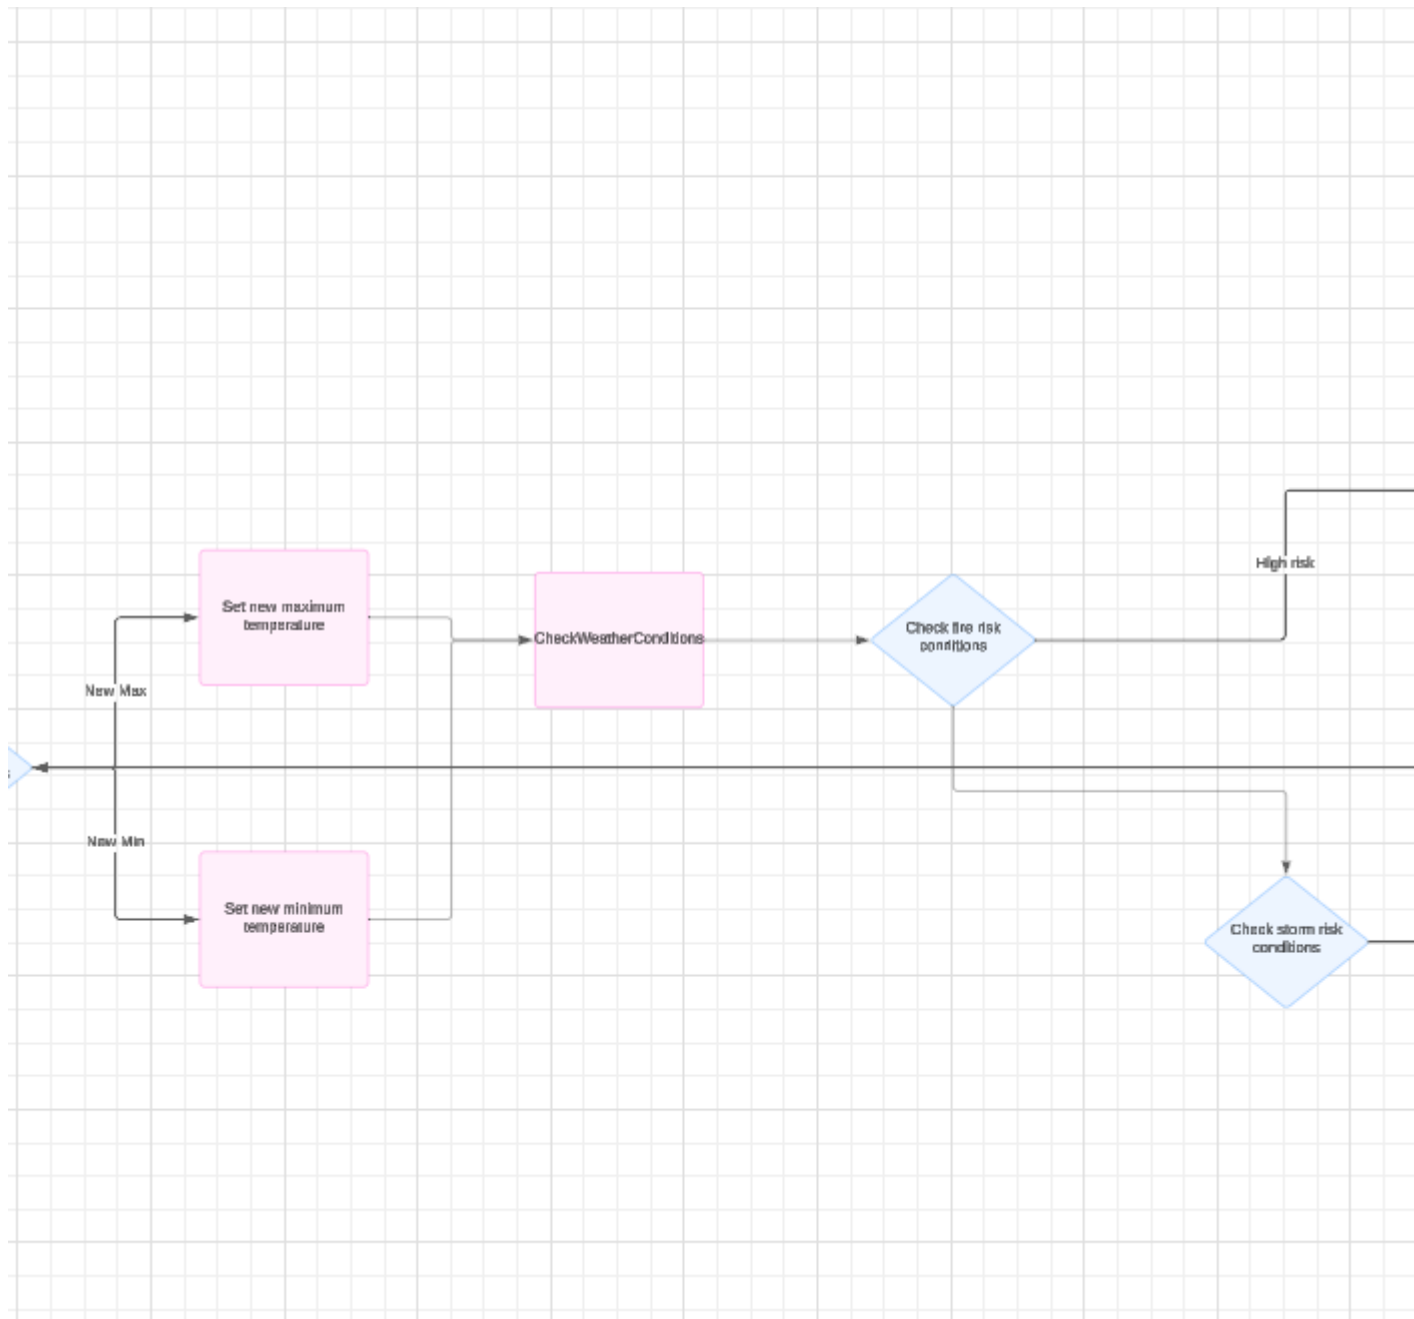 High risk
Set new maximum
temperature
CheckWeatherConditions
Check fire risk
conditions
New Max
New Min
Set new minimum
temperature
Check storm risk
conditions